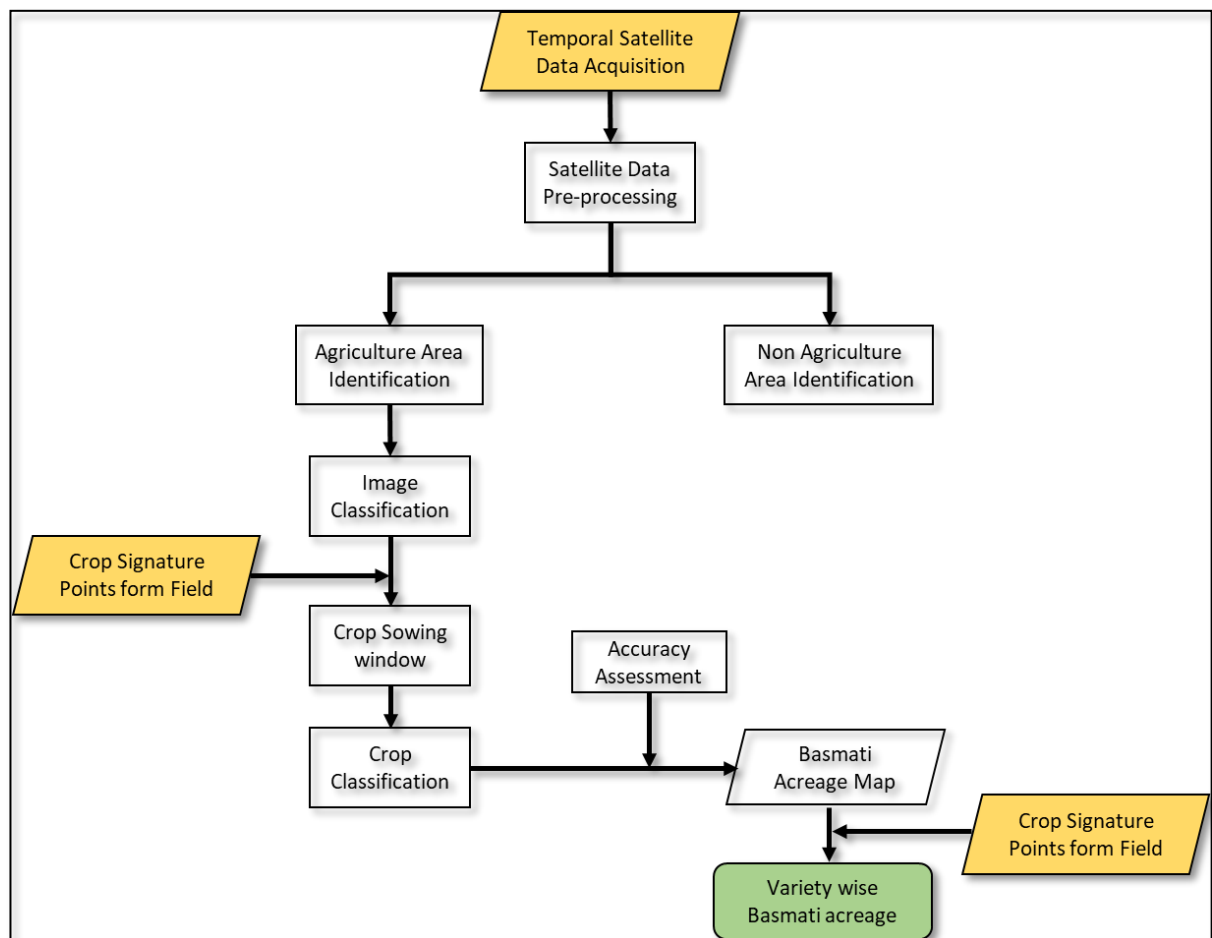 Temporal Satellite
Data Acquisition
Satellite Data
Pre-processing
Agriculture Area
Identification
Non Agriculture
Area Identification
Image
Classification
Crop Signature
Points form Field
Crop Sowing
window
Accuracy
Assessment
Crop
Classification
Basmati
Acreage Map
Crop Signature
Points form Field
Variety wise
Basmati acreage